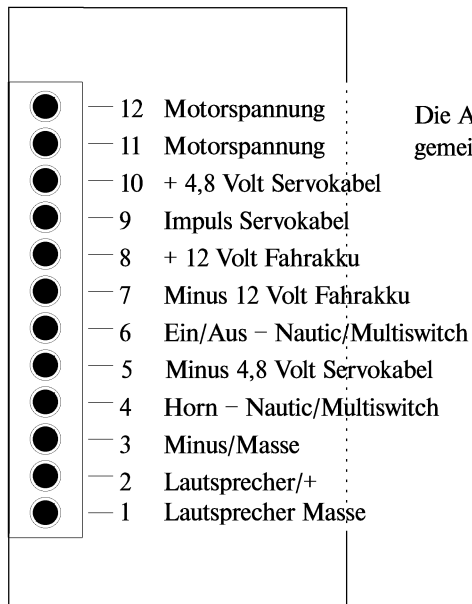 12 Motorspannung
11 Motorspannung
10 + 4,8 Volt Servokabel
9 Impuls Servokabel
8 + 12 Volt Fahrakku
7 Minus 12 Volt Fahrakku
6 Ein/Aus – Nautic/Multiswitch
5 Minus 4,8 Volt Servokabel
4 Horn – Nautic/Multiswitch
3 Minus/Masse
2 Lautsprecher/+
1 Lautsprecher Masse
Die A
gemei